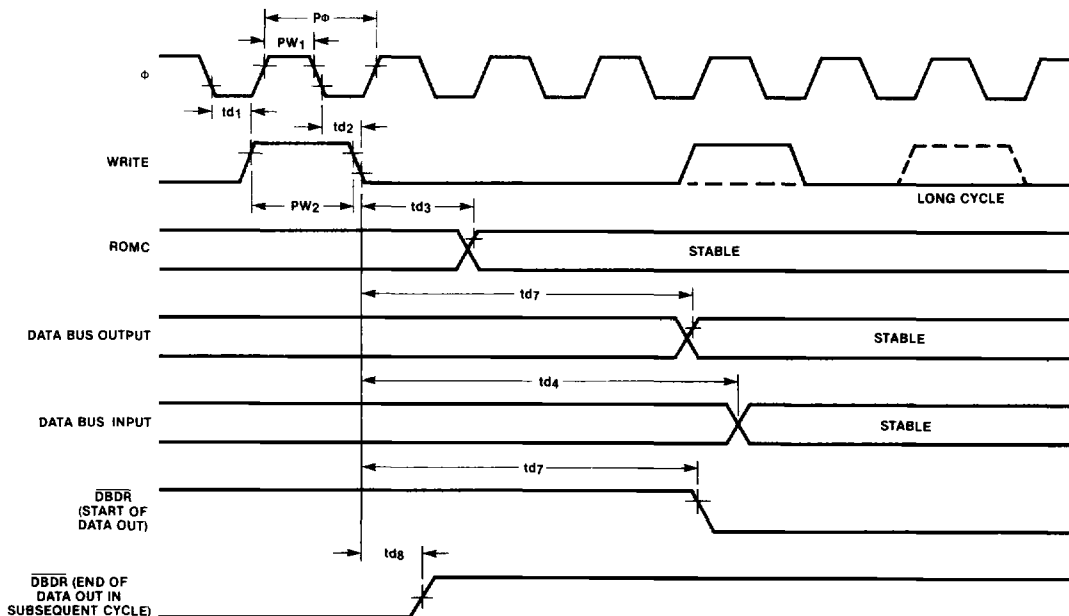 PΦ
PW1
Φ
td1
td2
WRITE
LONG CYCLE
PW2
td3
ROMC
STABLE
td7
DATA BUS OUTPUT
STABLE
td4
DATA BUS INPUT
STABLE
td7
DBDR
(START OF
DATA OUT)
td8
DBDR (END OF
DATA OUT IN
SUBSEQUENT CYCLE)